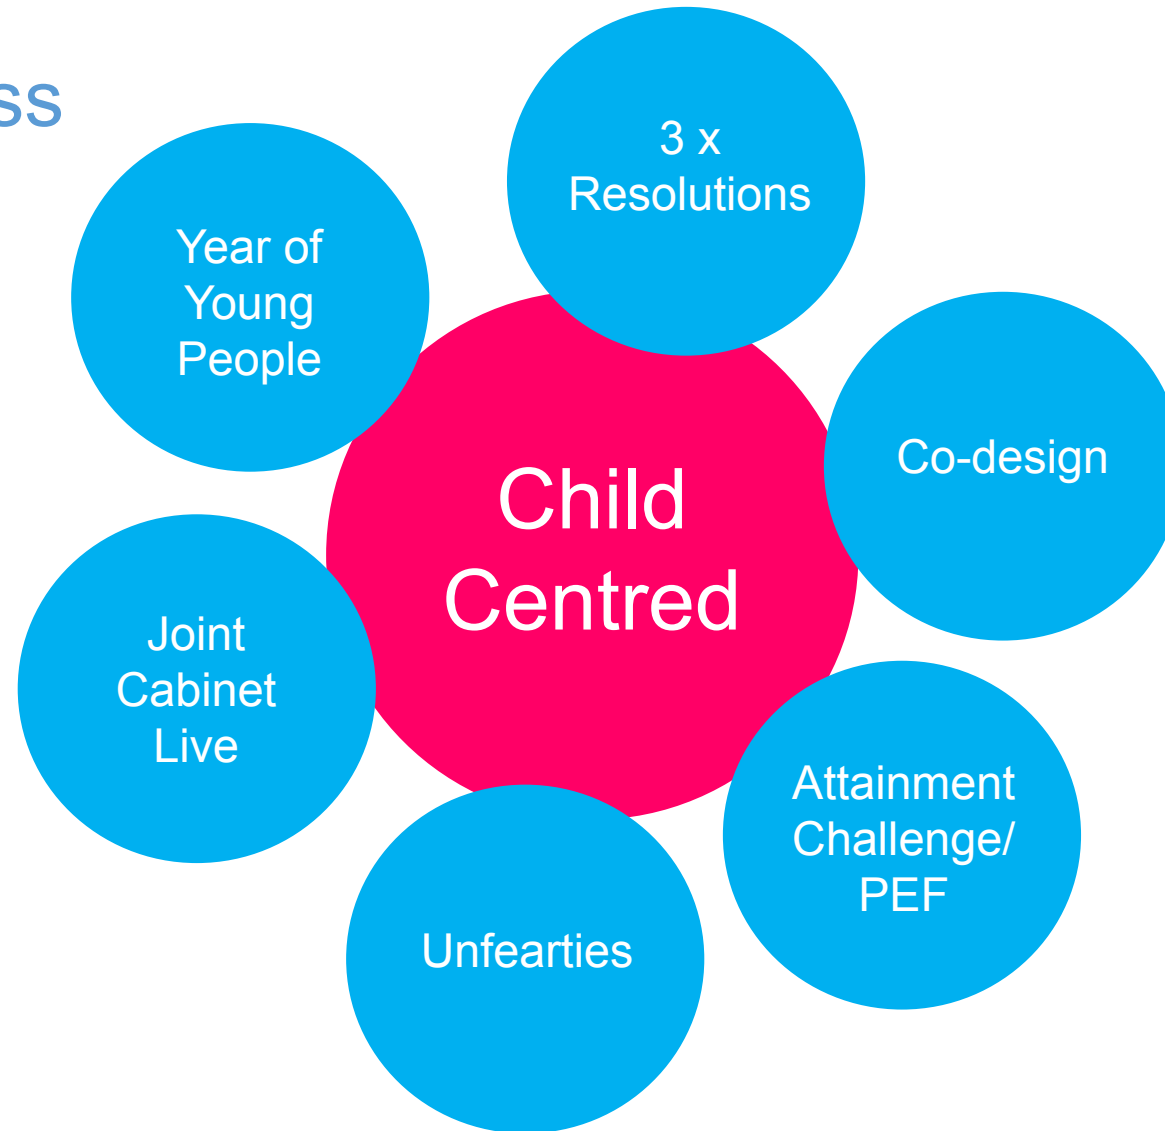 ss
3 x
Resolutions
Year of
Young
People
Co-design
Child
Centred
Joint
Cabinet
Live
Attainment
Challenge/
PEF
Unfearties